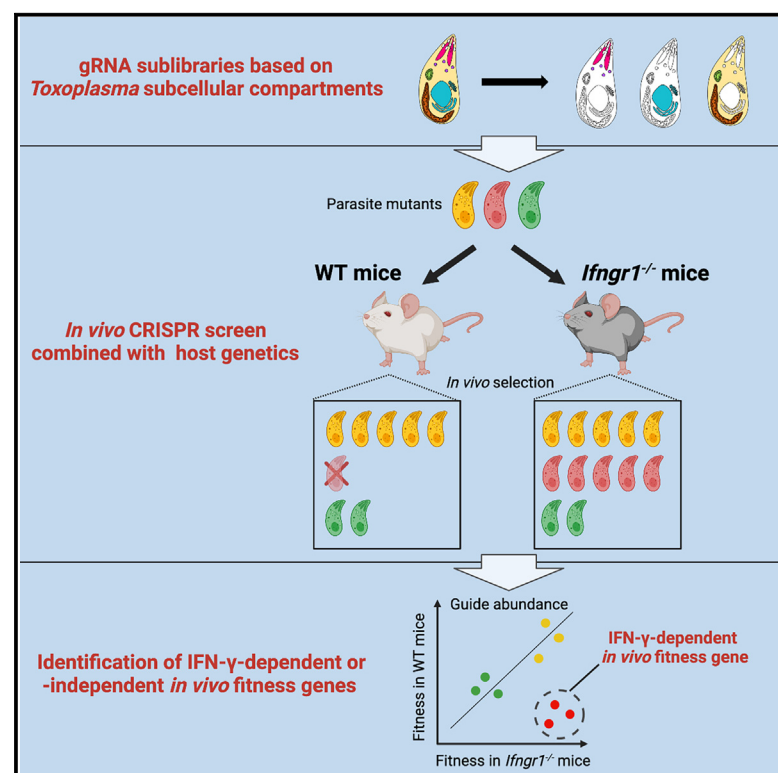 gRNA sublibraries based on
Toxoplasma subcellular compartments
Parasite mutants
WT mice
Ifngr1-/- mice
In vivo CRISPR screen
combined with host genetics
In vivo selection
Guide abundance
Fitness in WT mice
IFN-γ-dependent
in vivo fitness gene
Identification of IFN-γ-dependent or
-independent in vivo fitness genes
Fitness in Ifngr1-/- mice